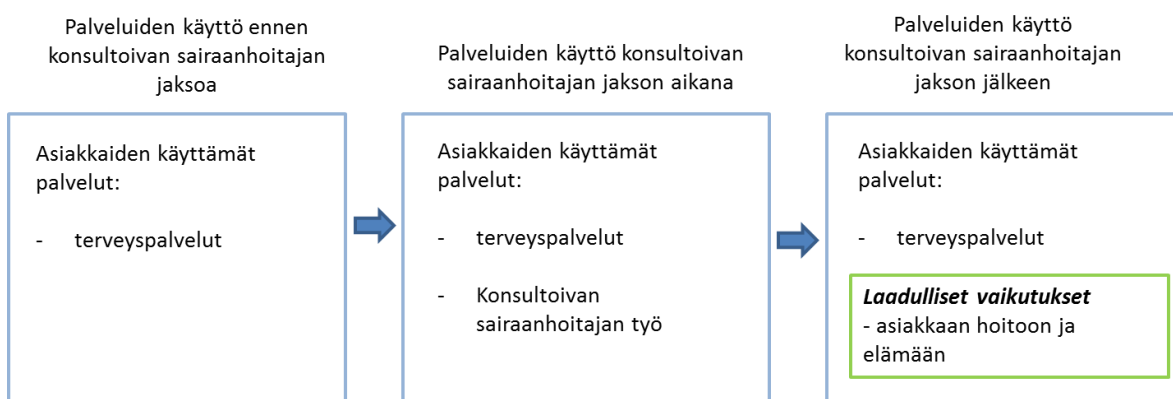 Palveluiden käyttö ennen
konsultoivan sairaanhoitajan
jaksoa
Asiakkaiden käyttämät
palvelut:
- terveyspalvelut
Palveluiden käyttö konsultoivan
sairaanhoitajan jakson aikana
Asiakkaiden käyttämät
palvelut:
- terveyspalvelut
- Konsultoivan
sairaanhoitajan työ
Palveluiden käyttö
konsultoivan sairaanhoitajan
jakson jälkeen
Asiakkaiden käyttämät
palvelut:
- terveyspalvelut
Laadulliset vaikutukset
- asiakkaan hoitoon ja
elämään